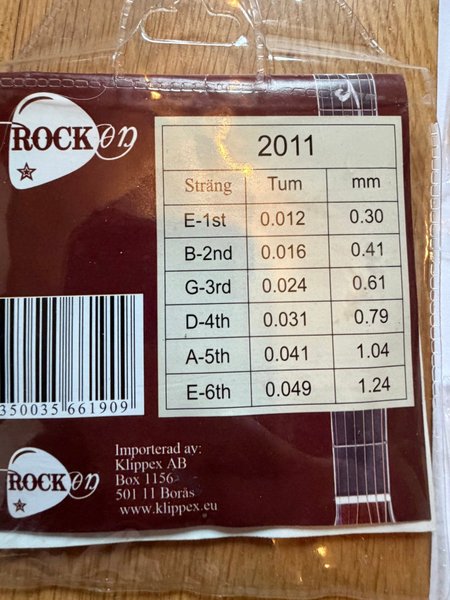 ROCK on
2011
Sträng Tum mm
E-1st 0.012 0.30
B-2nd 0.016 0.41
G-3rd 0.024 0.61
D-4th 0.031 0.79
A-5th 0.041 1.04
E-6th 0.049 1.24
350035 661909
ROCK on
Importerad av:
Klippex AB
Box 1156
501 11 Borås
www.klippex.eu